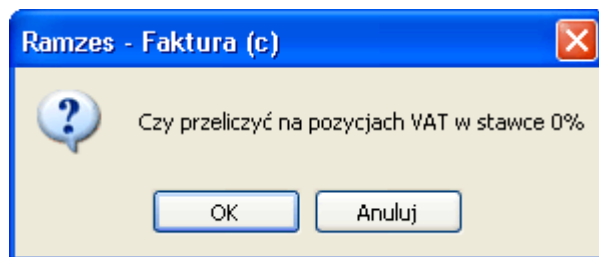 Ramzes - Faktura (c)
Czy przeliczyć na pozycjach VAT w stawce 0%
OK Anuluj